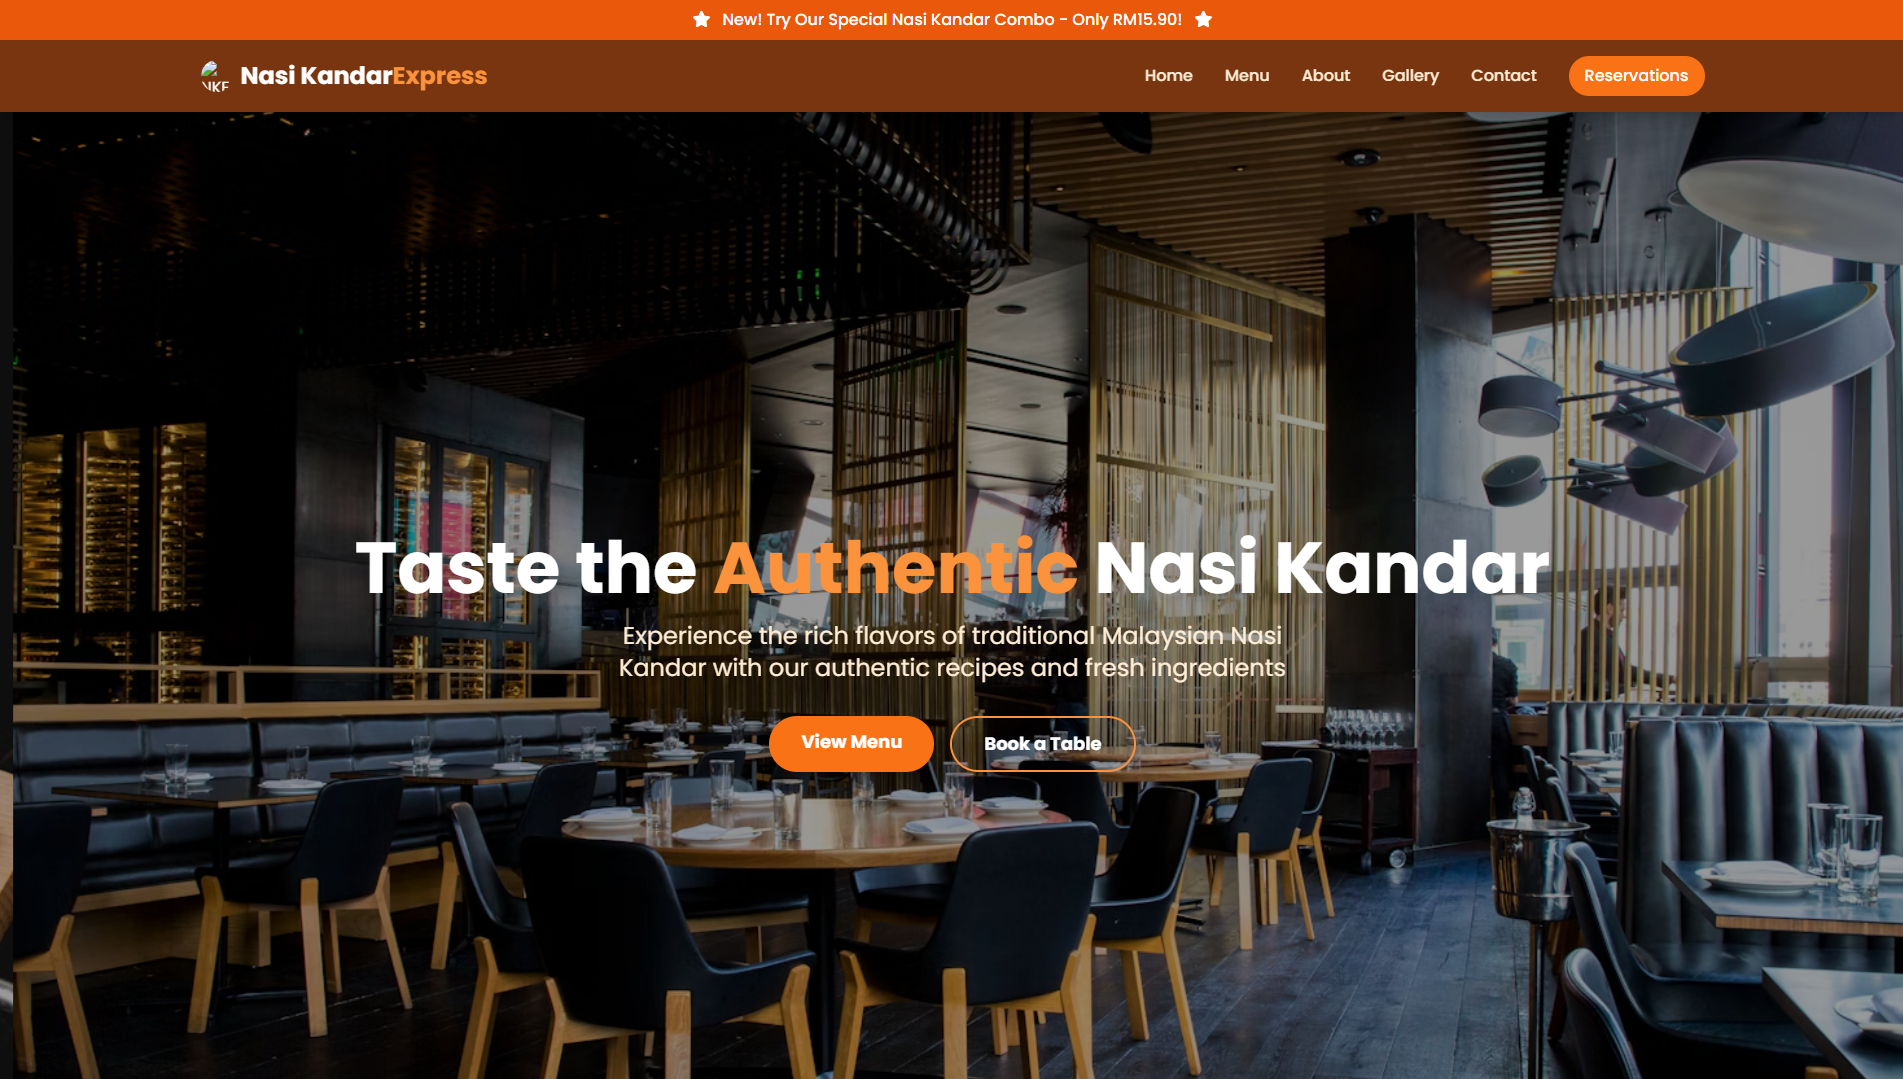 New! Try Our Special Nasi Kandar Combo - Only RM15.90!
Nasi KandarExpress
Home
Menu
About
Gallery
Contact
Reservations
Taste the Authentic Nasi Kandar
Experience the rich flavors of traditional Malaysian Nasi
Kandar with our authentic recipes and fresh ingredients
View Menu
Book a Table